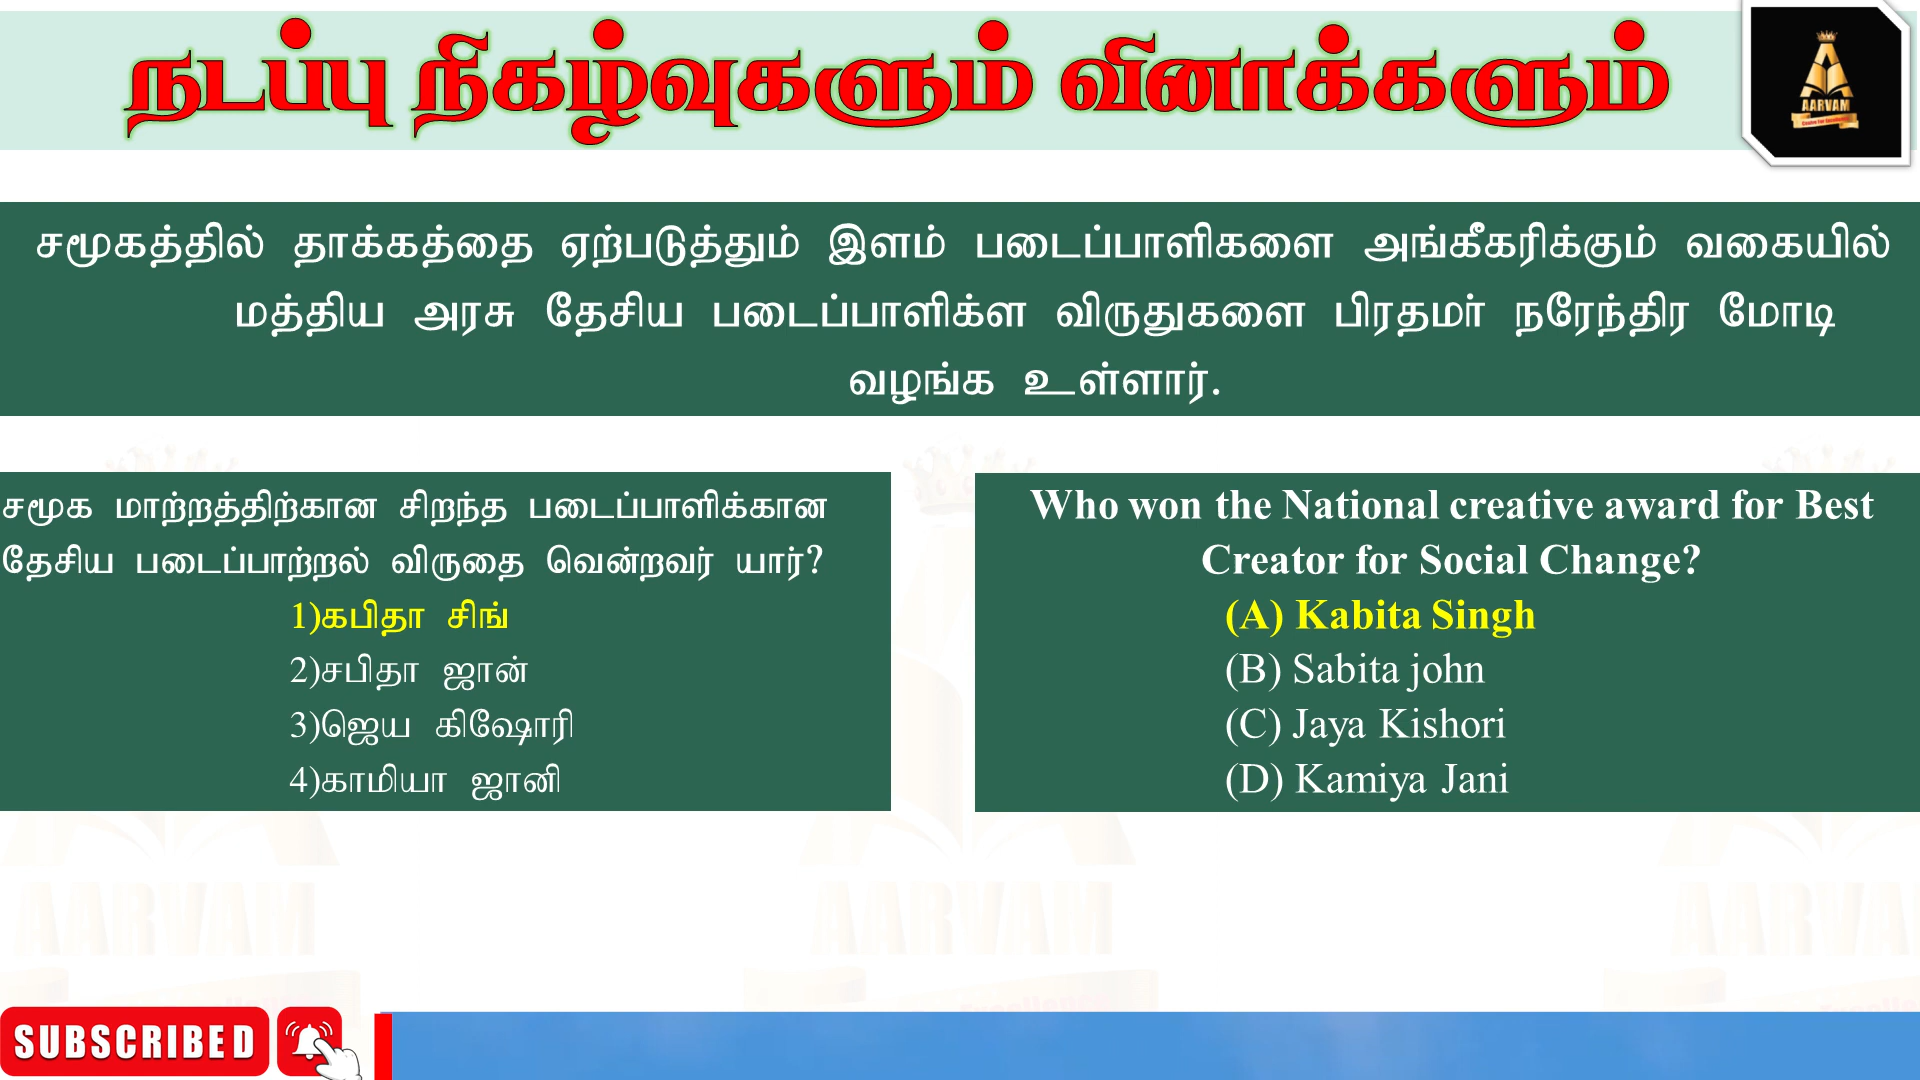 நடப்பு நிகழ்வுகளும் வினாக்களும்
AARVAM
சமூகத்தில் தாக்கத்தை ஏற்படுத்தும் இளம் படைப்பாளிகளை அங்கீகரிக்கும் வகையில்
மத்திய அரசு தேசிய படைப்பாளிக்ள விருதுகளை பிரதமர் நரேந்திர மோடி
வழங்க உள்ளார்.
சமூக மாற்றத்திற்கான சிறந்த படைப்பாளிக்கான
தேசிய படைப்பாற்றல் விருதை வென்றவர் யார்?
1)கபிதா சிங்
2)சபிதா ஜான்
3)ஜெய கிஷோரி
4)காமியா ஜானி
Who won the National creative award for Best
Creator for Social Change?
(A) Kabita Singh
(B) Sabita john
(C) Jaya Kishori
(D) Kamiya Jani
AARVAM
AARVAM
AARVAM
SUBSCRIBED